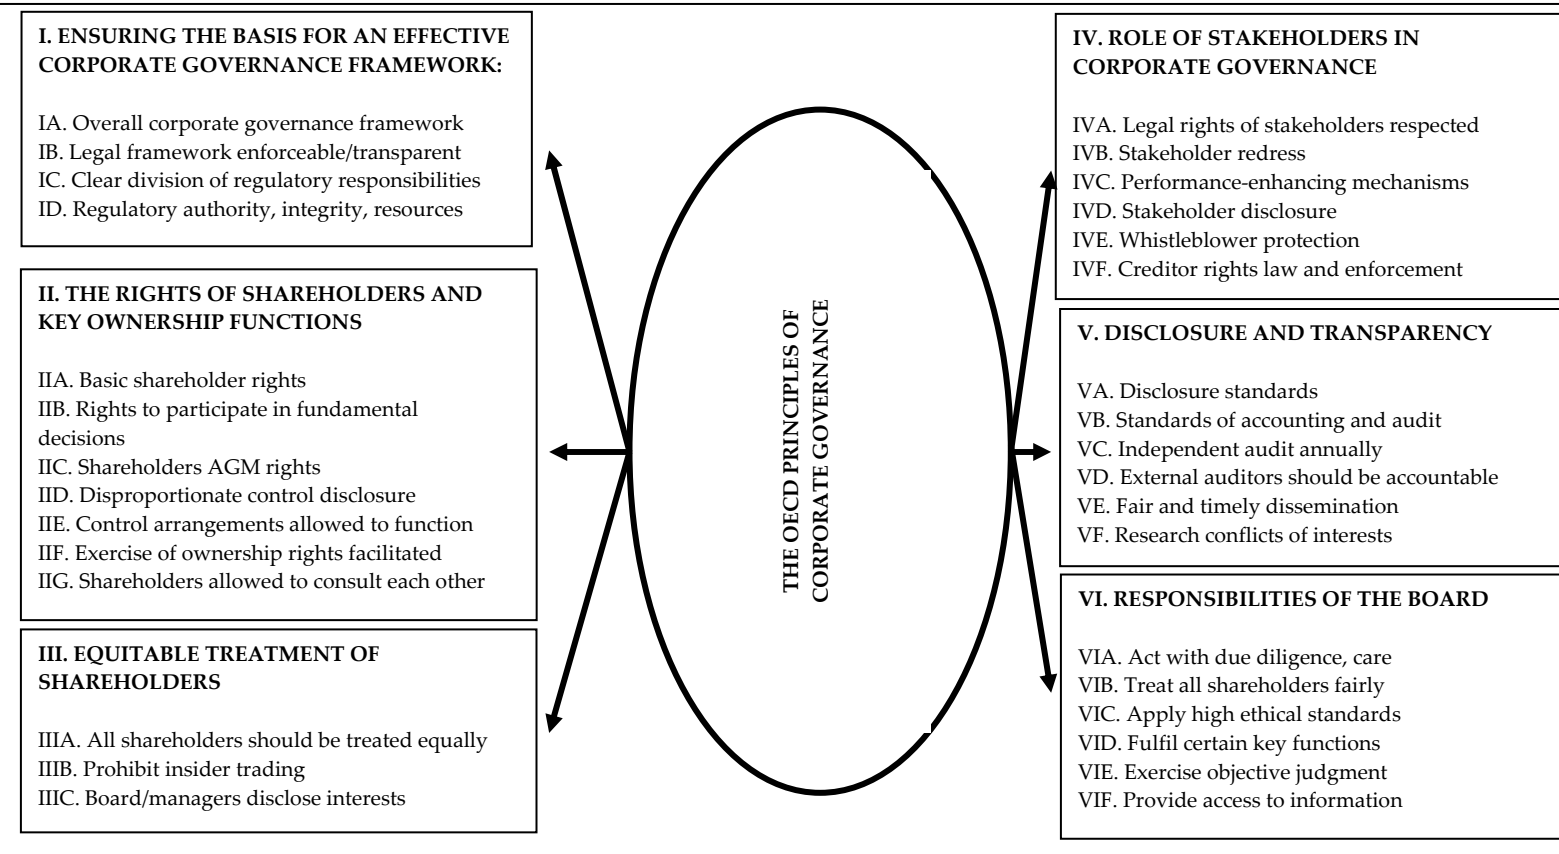 I. ENSURING THE BASIS FOR AN EFFECTIVE
CORPORATE GOVERNANCE FRAMEWORK:
IA. Overall corporate governance framework
IB. Legal framework enforceable/transparent
IC. Clear division of regulatory responsibilities
ID. Regulatory authority, integrity, resources
II. THE RIGHTS OF SHAREHOLDERS AND
KEY OWNERSHIP FUNCTIONS
IIA. Basic shareholder rights
IIB. Rights to participate in fundamental
decisions
IIC. Shareholders AGM rights
IID. Disproportionate control disclosure
IIE. Control arrangements allowed to function
IIF. Exercise of ownership rights facilitated
IIG. Shareholders allowed to consult each other
III. EQUITABLE TREATMENT OF
SHAREHOLDERS
IIIA. All shareholders should be treated equally
IIIB. Prohibit insider trading
IIIC. Board/managers disclose interests
THE OECD PRINCIPLES OF
CORPORATE GOVERNANCE
IV. ROLE OF STAKEHOLDERS IN
CORPORATE GOVERNANCE
IVA. Legal rights of stakeholders respected
IVB. Stakeholder redress
IVC. Performance-enhancing mechanisms
IVD. Stakeholder disclosure
IVE. Whistleblower protection
IVF. Creditor rights law and enforcement
V. DISCLOSURE AND TRANSPARENCY
VA. Disclosure standards
VB. Standards of accounting and audit
VC. Independent audit annually
VD. External auditors should be accountable
VE. Fair and timely dissemination
VF. Research conflicts of interests
VI. RESPONSIBILITIES OF THE BOARD
VIA. Act with due diligence, care
VIB. Treat all shareholders fairly
VIC. Apply high ethical standards
VID. Fulfil certain key functions
VIE. Exercise objective judgment
VIF. Provide access to information